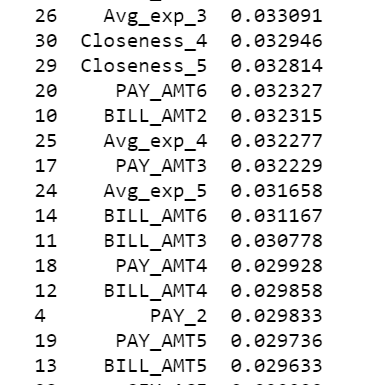 26 Avg_exp_3 0.033091
30 Closeness_4 0.032946
29 Closeness_5 0.032814
20 PAY_AMT6 0.032327
10 BILL_AMT2 0.032315
25 Avg_exp_4 0.032277
17 PAY_AMT3 0.032229
24 Avg_exp_5 0.031658
14 BILL_AMT6 0.031167
11 BILL_AMT3 0.030778
18 PAY_AMT4 0.029928
12 BILL_AMT4 0.029858
4 PAY_2 0.029833
19 PAY_AMT5 0.029736
13 BILL_AMT5 0.029633